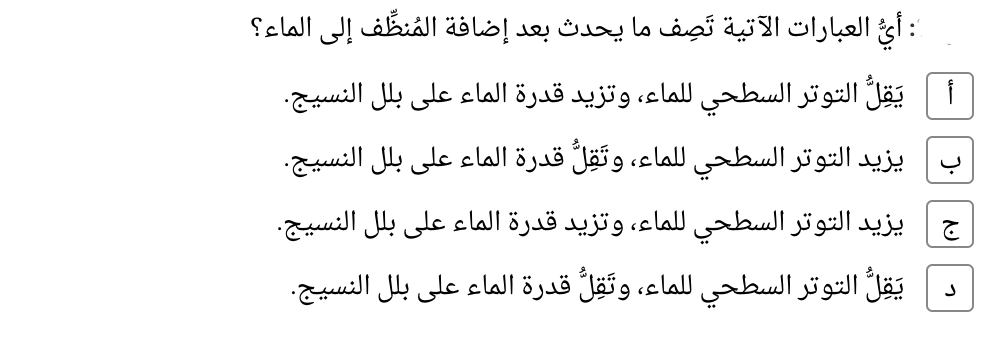 : أيُّ العبارات الآتية تَصِف ما يحدث بعد إضافة المُنظِّف إلى الماء؟
أ يَقِلُّ التوتر السطحي للماء، وتزيد قدرة الماء على بلل النسيج.
ب يزيد التوتر السطحي للماء، وتَقِلُّ قدرة الماء على بلل النسيج.
ج يزيد التوتر السطحي للماء، وتزيد قدرة الماء على بلل النسيج.
د يَقِلُّ التوتر السطحي للماء، وتَقِلُّ قدرة الماء على بلل النسيج.